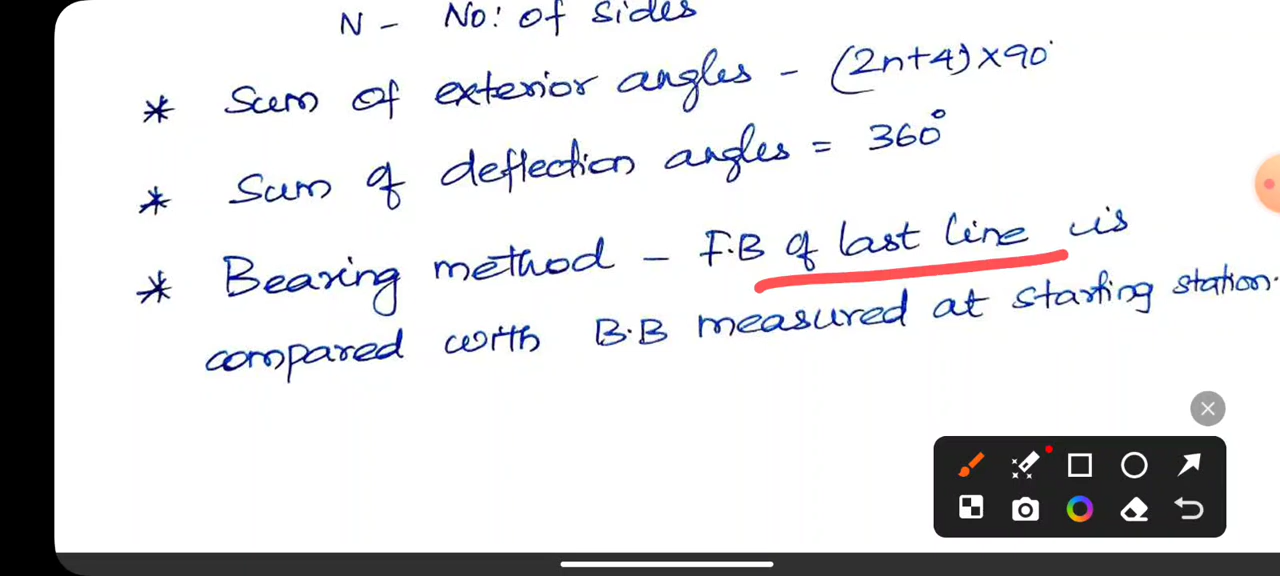 N - No: of sides
* Sum of exterior angles - (2n+4)×90°
* Sum of deflection angles = 360°
* Bearing method - F.B of last line is
compared with B.B measured at starting station.